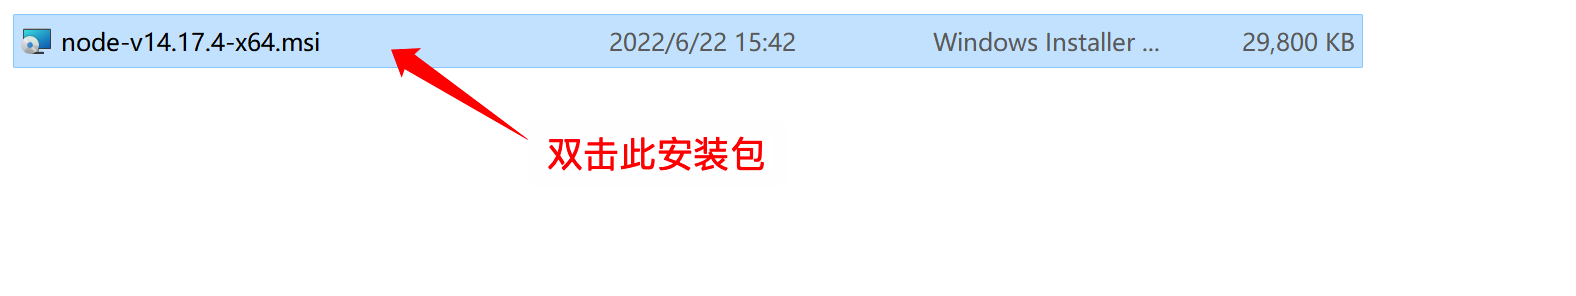 node-v14.17.4-x64.msi 2022/6/22 15:42 Windows Installer ... 29,800 KB
双击此安装包